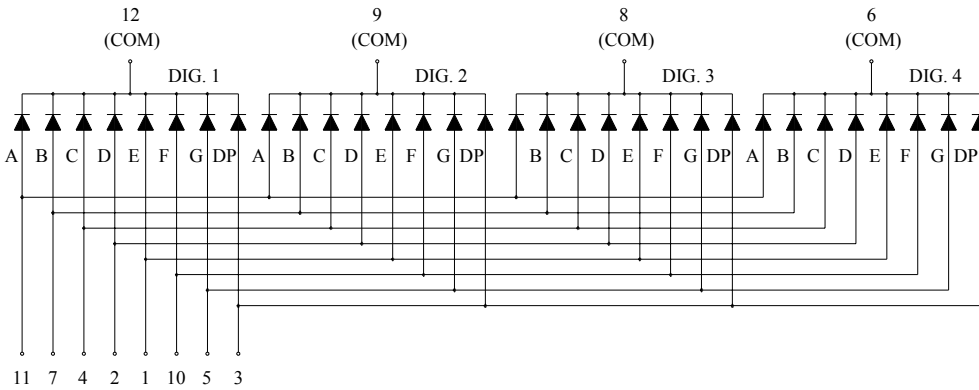 12 9 8 6
(COM) (COM) (COM) (COM)
DIG. 1 DIG. 2 DIG. 3 DIG. 4
A B C D E F G DP A B C D E F G DP B C D E F G DP A B C D E F G DP
11 7 4 2 1 10 5 3